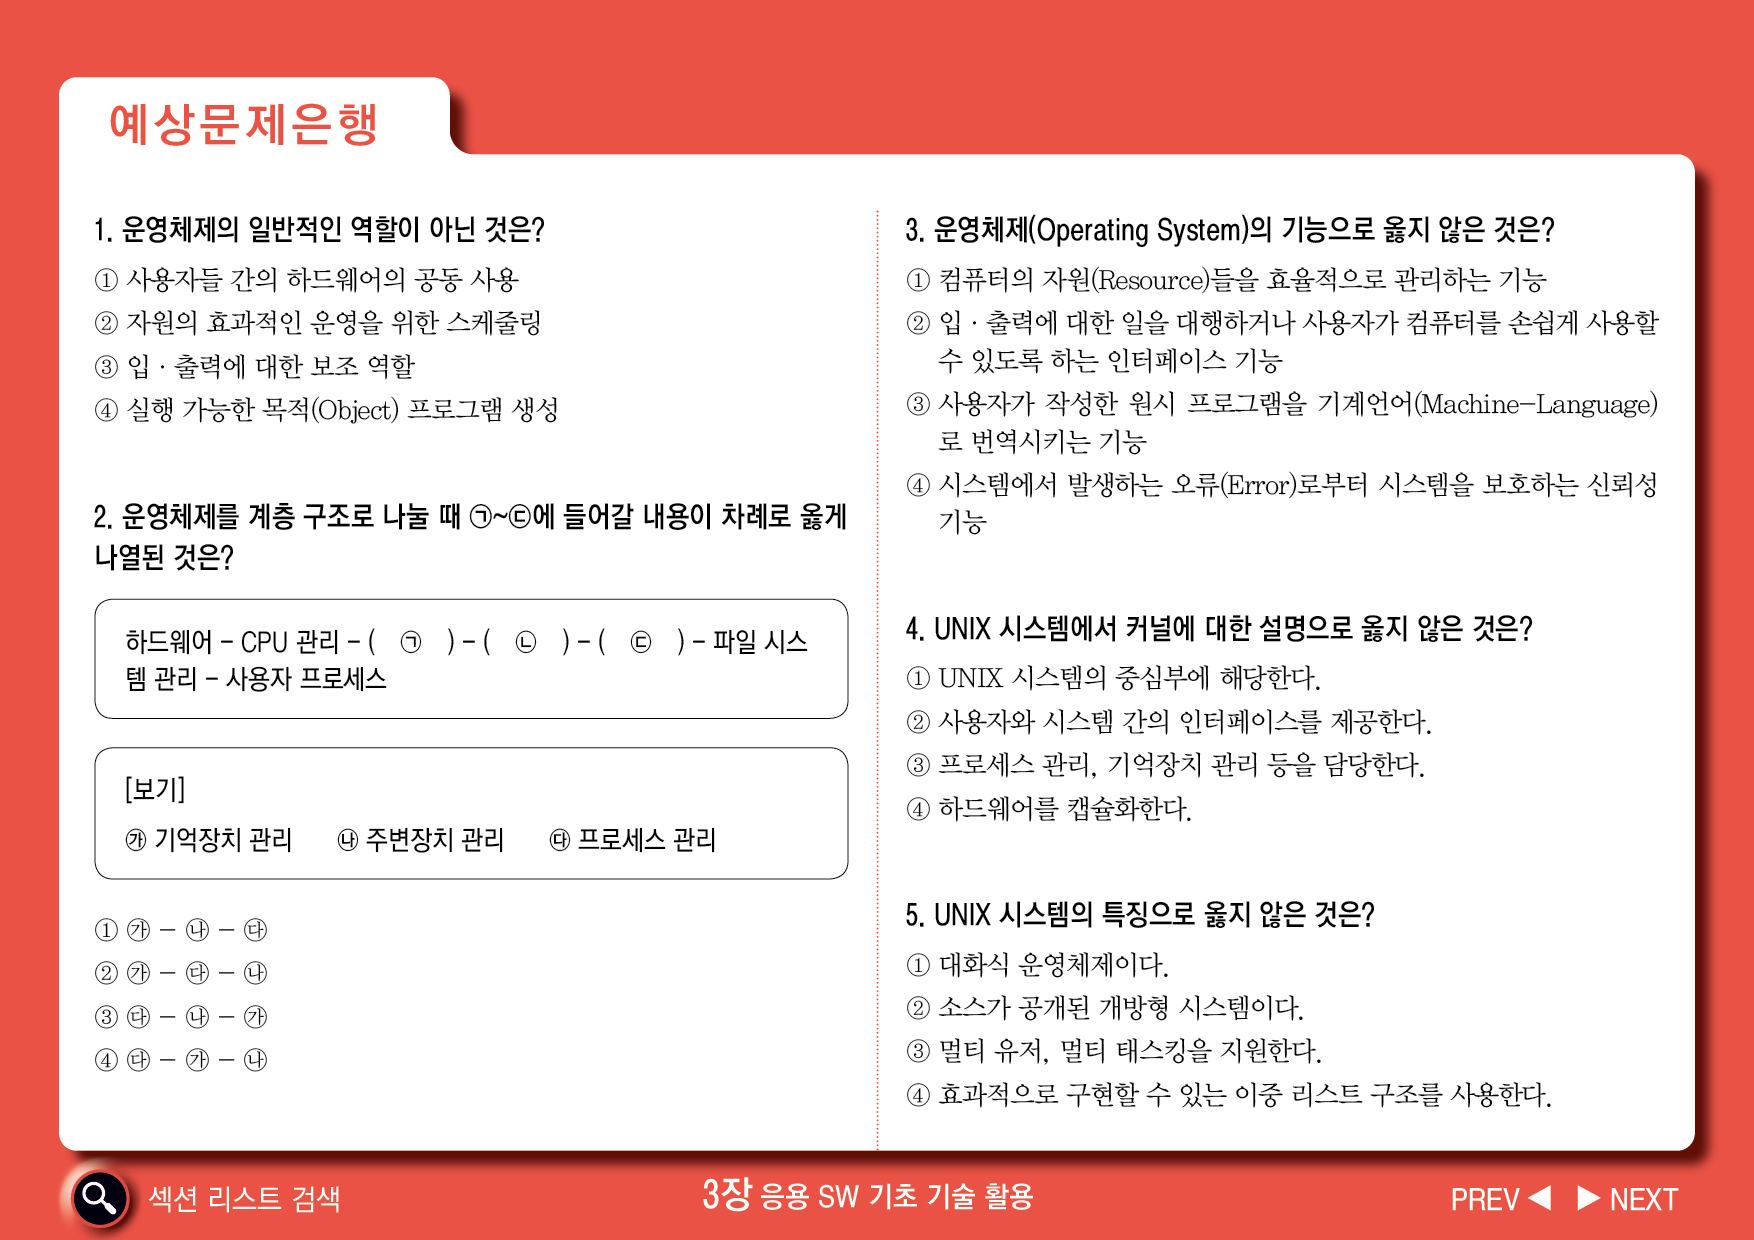 예상문제은행
1. 운영체제의 일반적인 역할이 아닌 것은?
① 사용자들 간의 하드웨어의 공동 사용
② 자원의 효과적인 운영을 위한 스케줄링
③ 입 · 출력에 대한 보조 역할
④ 실행 가능한 목적(Object) 프로그램 생성
2. 운영체제를 계층 구조로 나눌 때 ㉠~㉢에 들어갈 내용이 차례로 옳게
나열된 것은?
하드웨어 – CPU 관리 – ( ㉠ ) – ( ㉡ ) – ( ㉢ ) – 파일 시스
템 관리 – 사용자 프로세스
[보기]
㉮ 기억장치 관리 ㉯ 주변장치 관리 ㉰ 프로세스 관리
① ㉮ – ㉯ – ㉰
② ㉮ – ㉰ – ㉯
③ ㉰ – ㉯ – ㉮
④ ㉰ – ㉮ – ㉯
3. 운영체제(Operating System)의 기능으로 옳지 않은 것은?
① 컴퓨터의 자원(Resource)들을 효율적으로 관리하는 기능
② 입 · 출력에 대한 일을 대행하거나 사용자가 컴퓨터를 손쉽게 사용할
수 있도록 하는 인터페이스 기능
③ 사용자가 작성한 원시 프로그램을 기계언어(Machine–Language)
로 번역시키는 기능
④ 시스템에서 발생하는 오류(Error)로부터 시스템을 보호하는 신뢰성
기능
4. UNIX 시스템에서 커널에 대한 설명으로 옳지 않은 것은?
① UNIX 시스템의 중심부에 해당한다.
② 사용자와 시스템 간의 인터페이스를 제공한다.
③ 프로세스 관리, 기억장치 관리 등을 담당한다.
④ 하드웨어를 캡슐화한다.
5. UNIX 시스템의 특징으로 옳지 않은 것은?
① 대화식 운영체제이다.
② 소스가 공개된 개방형 시스템이다.
③ 멀티 유저, 멀티 태스킹을 지원한다.
④ 효과적으로 구현할 수 있는 이중 리스트 구조를 사용한다.
섹션 리스트 검색
3장 응용 SW 기초 기술 활용
PREV ◀ ▶ NEXT